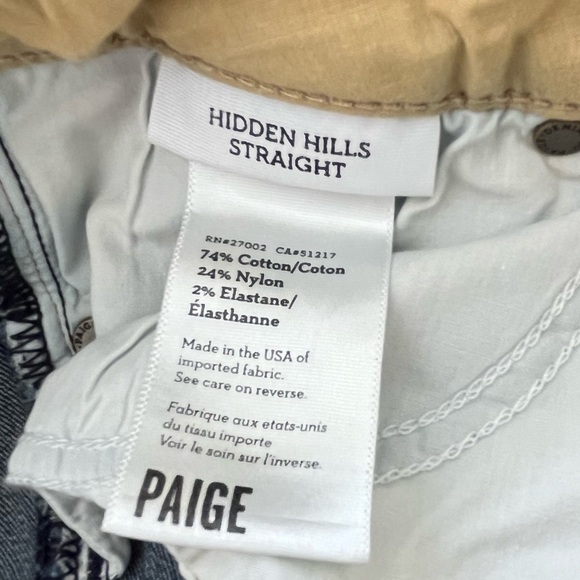 HIDDEN HILLS
STRAIGHT
RN#27002 CA#51217
74% Cotton/Coton
24% Nylon
2% Elastane/
Élasthanne
Made in the USA of
imported fabric.
See care on reverse.
Fabrique aux etats-unis
du tissu importe
Voir le soin sur l'inverse.
PAIGE